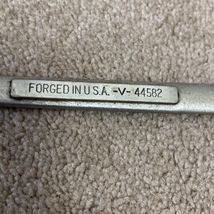 FORGED IN U.S.A. -V- 44582